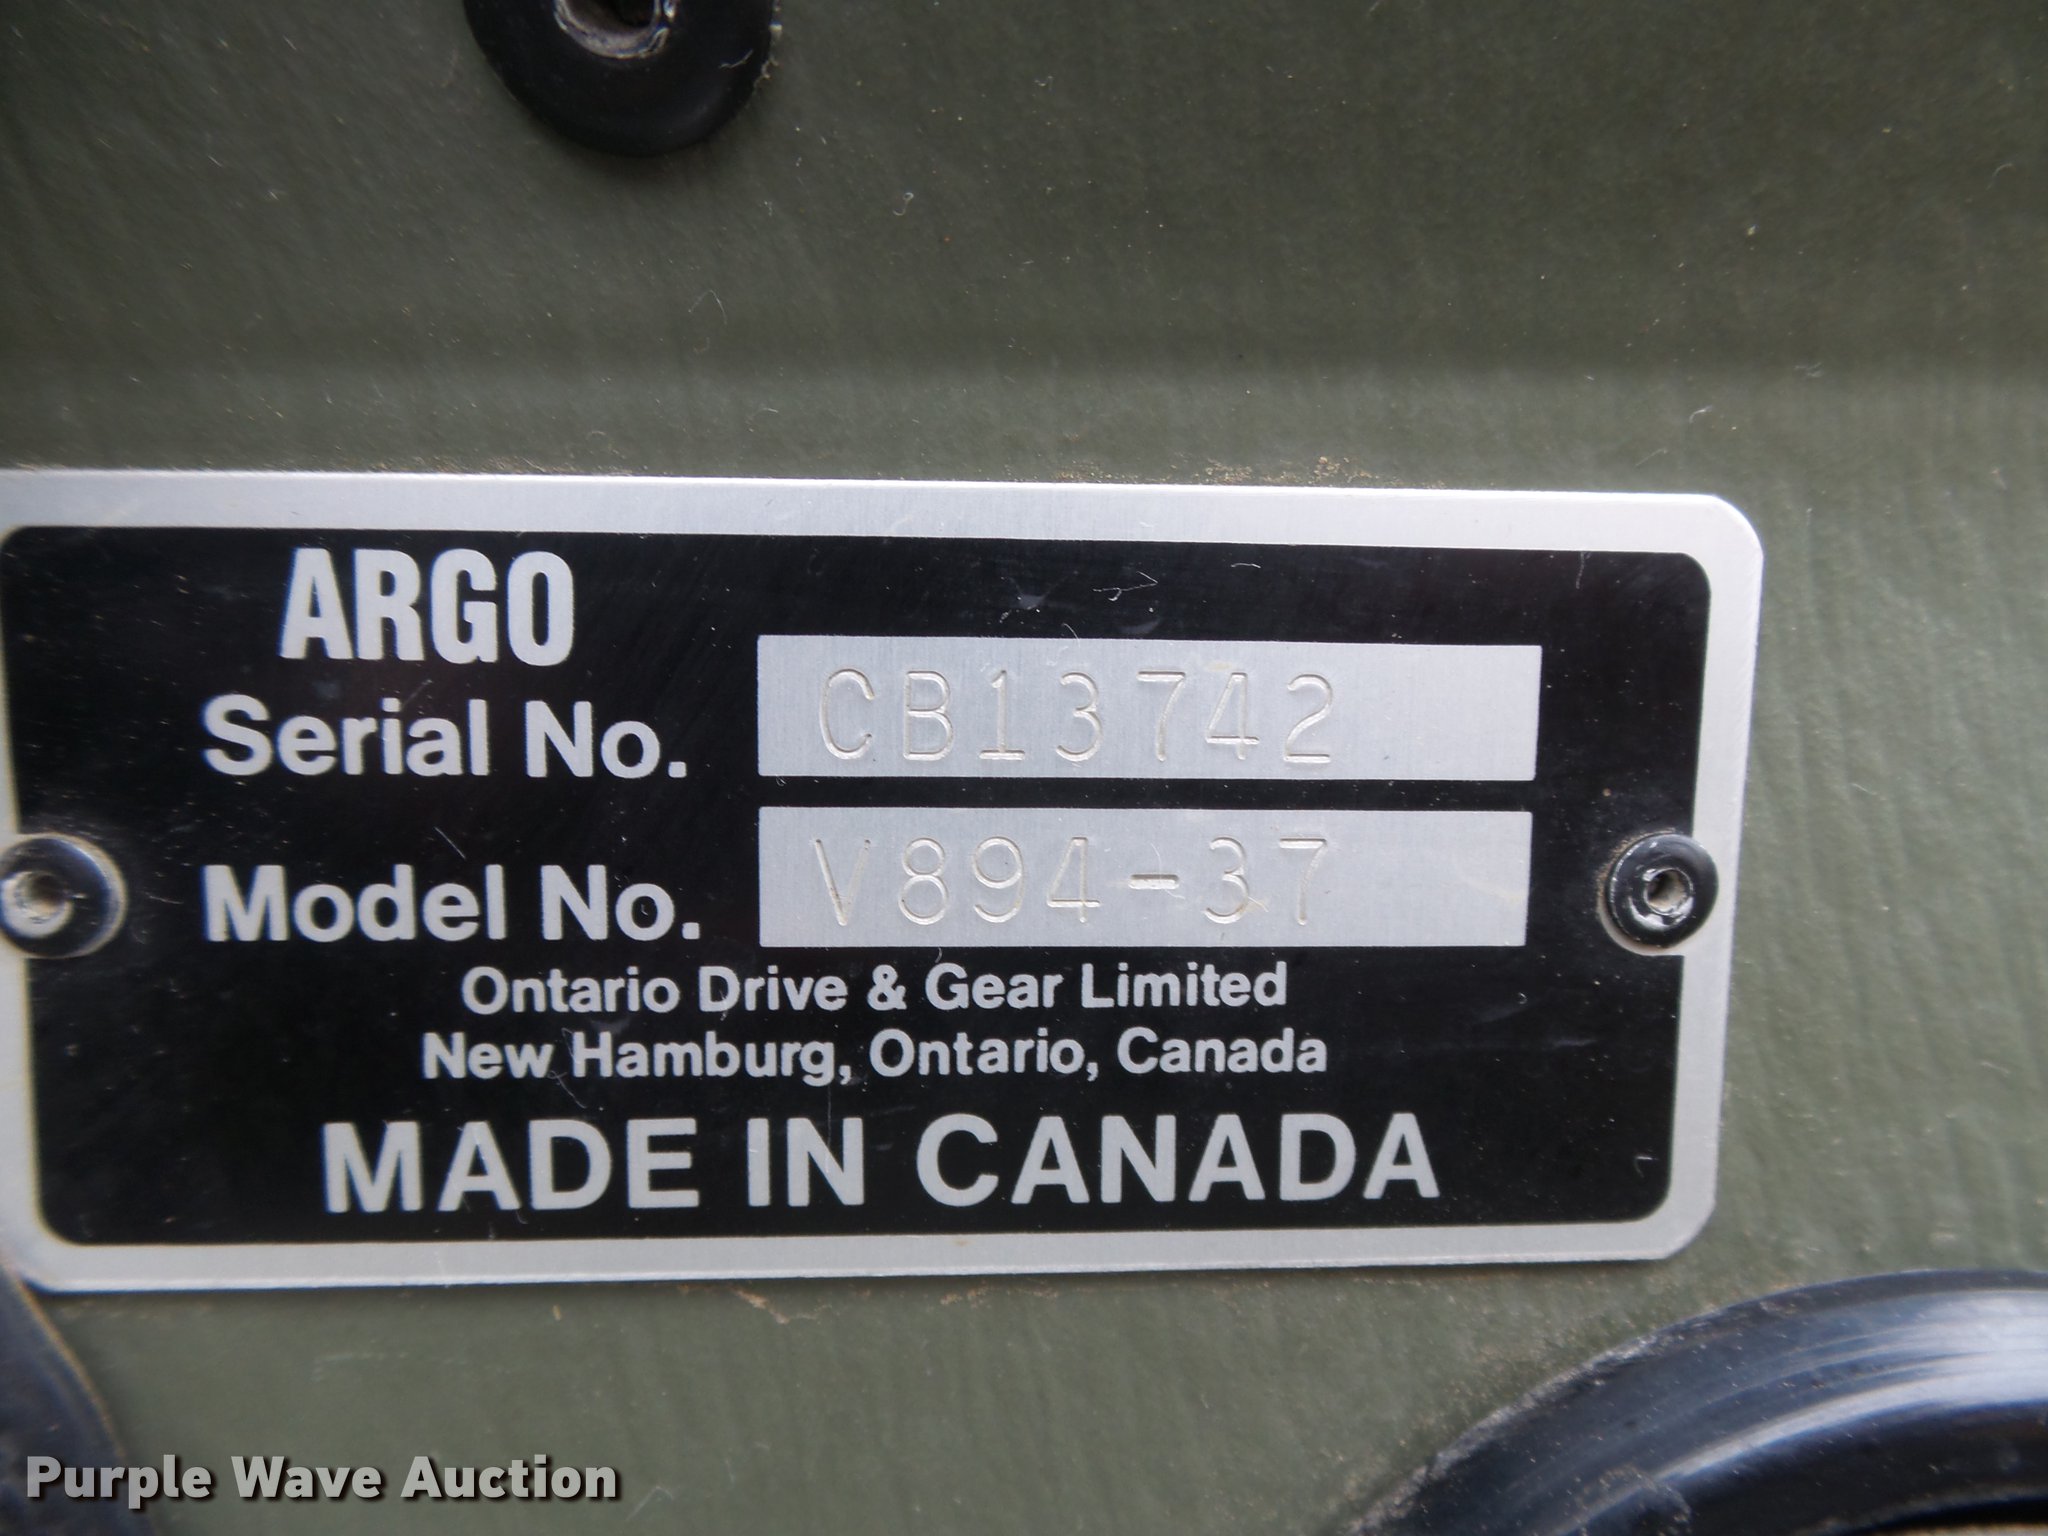 ARGO
Serial No. CB13742
Model No. V894-37
Ontario Drive & Gear Limited
New Hamburg, Ontario, Canada
MADE IN CANADA
Purple Wave Auction